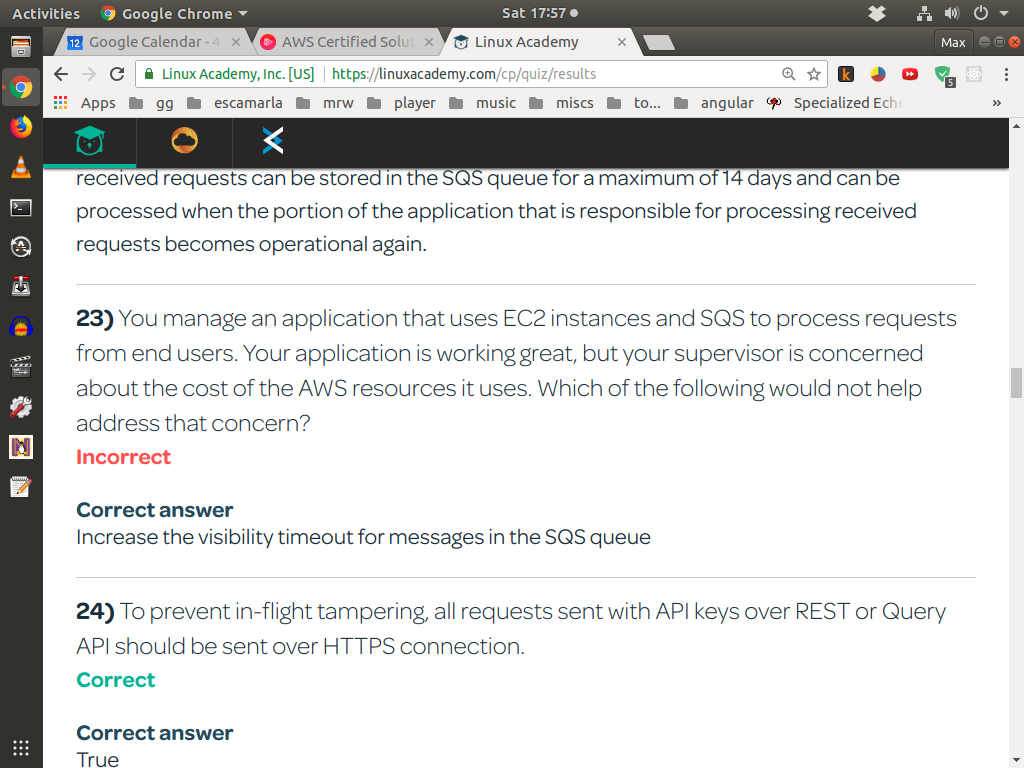 Activities Google Chrome Sat 17:57
Google Calendar - 4 AWS Certified Solut Linux Academy Max
Linux Academy, Inc. [US] https://linuxacademy.com/cp/quiz/results
Apps gg escamarla mrw player music miscs to... angular Specialized Eche »
received requests can be stored in the SQS queue for a maximum of 14 days and can be
processed when the portion of the application that is responsible for processing received
requests becomes operational again.
23) You manage an application that uses EC2 instances and SQS to process requests
from end users. Your application is working great, but your supervisor is concerned
about the cost of the AWS resources it uses. Which of the following would not help
address that concern?
Incorrect
Correct answer
Increase the visibility timeout for messages in the SQS queue
24) To prevent in-flight tampering, all requests sent with API keys over REST or Query
API should be sent over HTTPS connection.
Correct
Correct answer
True